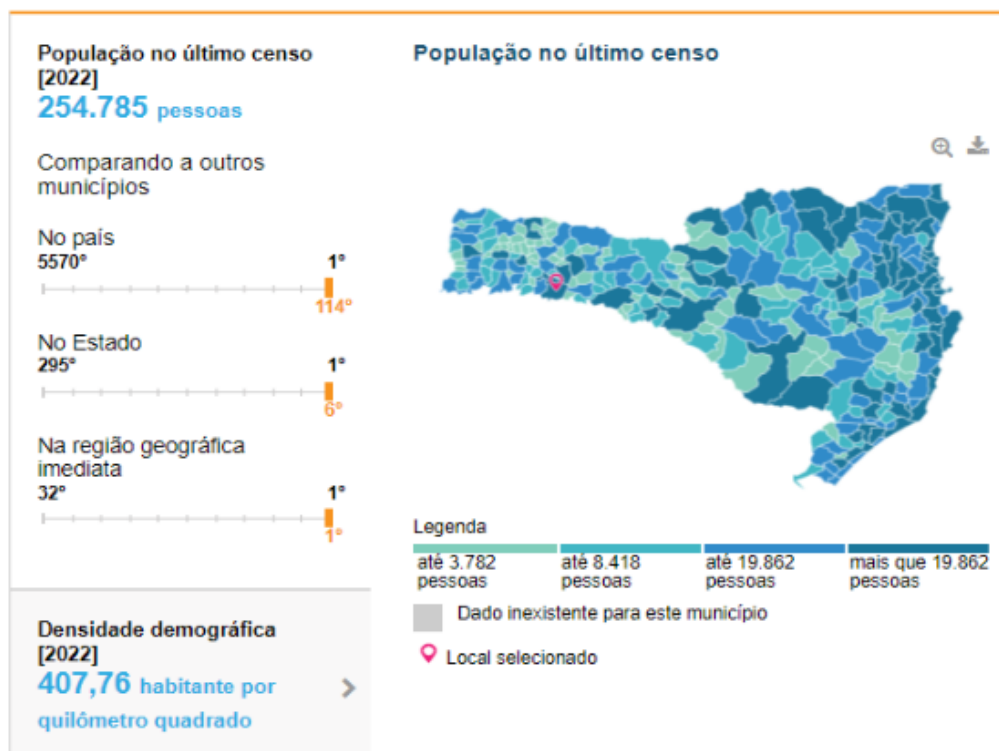 População no último censo
[2022]
254.785 pessoas
Comparando a outros
municípios
No país
5570° 1°
114°
No Estado
295° 1°
6°
Na região geográfica
imediata
32° 1°
1°
Densidade demográfica
[2022]
407,76 habitante por
quilômetro quadrado
População no último censo
Legenda
até 3.782
pessoas
até 8.418
pessoas
até 19.862
pessoas
mais que 19.862
pessoas
Dado inexistente para este município
Local selecionado